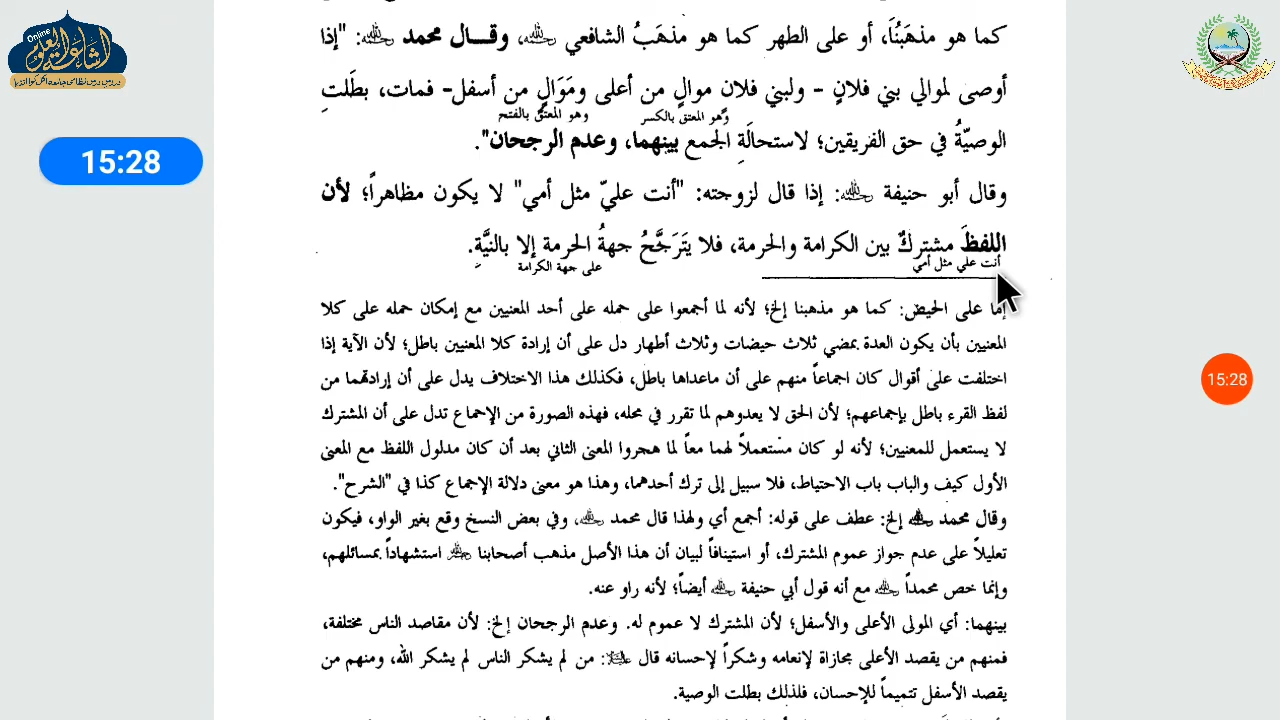 Online
اشاعة العلوم
15:28
كما هو مذهَبُنَا، أو على الطهر كما هو مذهَبُ الشافعي رحمه الله، وقـال محمد رحمه الله: "إذا
أوصى لموالي بني فلانٍ – ولبني فلان موالٍ من أعلى ومَوَالٍ من أسفل- فمات، بطَلتِ
وهو المعتِق بالكسر وهو المعتَق بالفتح
الوصيّةُ في حق الفريقين؛ لاستحالَةِ الجمع بينهما، وعدم الرجحان".
وقال أبو حنيفة رحمه الله: إذا قال لزوجته: "أنت عليّ مثل أمي" لا يكون مظاهراً؛ لأن
اللفظَ مشتركٌ بين الكرامة والحرمة، فلا يَتَرَجَّحُ جهةُ الحرمة إلا بالنيَّةِ.
أنت علي مثل أمي على جهة الكرامة
إما على الحيض: كما هو مذهبنا إلخ؛ لأنه لما أجمعوا على حمله على أحد المعنيين مع إمكان حمله على كلا
المعنيين بأن يكون العدة بمضي ثلاث حيضات وثلاث أطهار دل على أن إرادة كلا المعنيين باطل؛ لأن الآية إذا
اختلفت على أقوال كان اجماعاً منهم على أن ماعداها باطل، فكذلك هذا الاختلاف يدل على أن إرادتهما من
لفظ القرء باطل بإجماعهم؛ لأن الحق لا يعدوهم لما تقرر في محله، فهذه الصورة من الإجماع تدل على أن المشترك
لا يستعمل للمعنيين؛ لأنه لو كان مستعملاً لهما معاً لما هجروا المعنى الثاني بعد أن كان مدلول اللفظ مع المعنى
الأول كيف والباب باب الاحتياط، فلا سبيل إلى ترك أحدهما، وهذا هو معنى دلالة الإجماع كذا في "الشرح".
وقال محمد رحمه الله إلخ: عطف على قوله: أجمع أي ولهذا قال محمد رحمه الله، وفي بعض النسخ وقع بغير الواو، فيكون
تعليلاً على عدم جواز عموم المشترك، أو استينافاً لبيان أن هذا الأصل مذهب أصحابنا استشهاداً بمسائلهم،
وإنما خص محمداً رحمه الله مع أنه قول أبي حنيفة رحمه الله أيضاً؛ لأنه راو عنه.
بينهما: أي المولى الأعلى والأسفل؛ لأن المشترك لا عموم له. وعدم الرجحان إلخ: لأن مقاصد الناس مختلفة،
فمنهم من يقصد الأعلى مجازاة لإنعامه وشكراً لإحسانه قال: من لم يشكر الناس لم يشكر الله، ومنهم من
يقصد الأسفل تتميماً للإحسان، فلذلك بطلت الوصية.
15:28